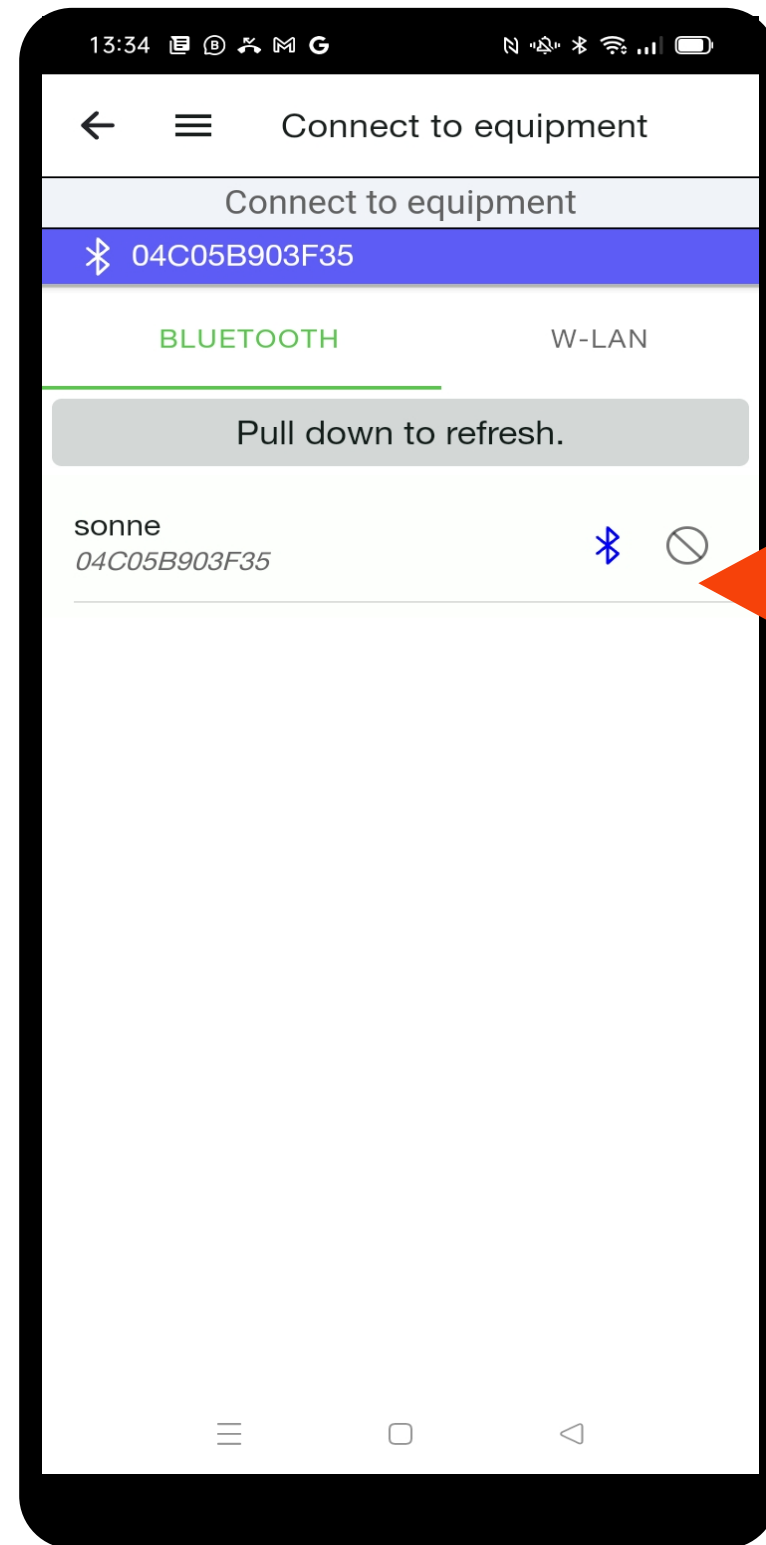 13:34
Connect to equipment
Connect to equipment
04C05B903F35
BLUETOOTH W-LAN
Pull down to refresh.
sonne
04C05B903F35